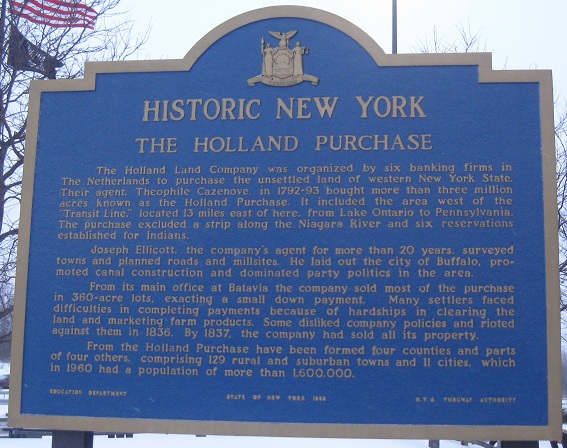 HISTORIC NEW YORK
THE HOLLAND PURCHASE
The Holland Land Company was organized by six banking firms in
The Netherlands to purchase the unsettled land of western New York State.
Their agent, Theophile Cazenove, in 1792-93 bought more than three million
acres known as the Holland Purchase. It included the area west of the
"Transit Line," located 13 miles east of here, from Lake Ontario to Pennsylvania.
The purchase excluded a strip along the Niagara River and six reservations
established for Indians.
Joseph Ellicott, the company's agent for more than 20 years, surveyed
towns and planned roads and millsites. He laid out the city of Buffalo, pro-
moted canal construction and dominated party politics in the area.
From its main office at Batavia the company sold most of the purchase
in 360-acre lots, exacting a small down payment. Many settlers faced
difficulties in completing payments because of hardships in clearing the
land and marketing farm products. Some disliked company policies and rioted
against them in 1836. By 1837, the company had sold all its property.
From the Holland Purchase have been formed four counties and parts
of four others, comprising 129 rural and suburban towns and 11 cities, which
in 1960 had a population of more than 1,600,000.
EDUCATION DEPARTMENT
STATE OF NEW YORK
N.Y.S. THRUWAY AUTHORITY